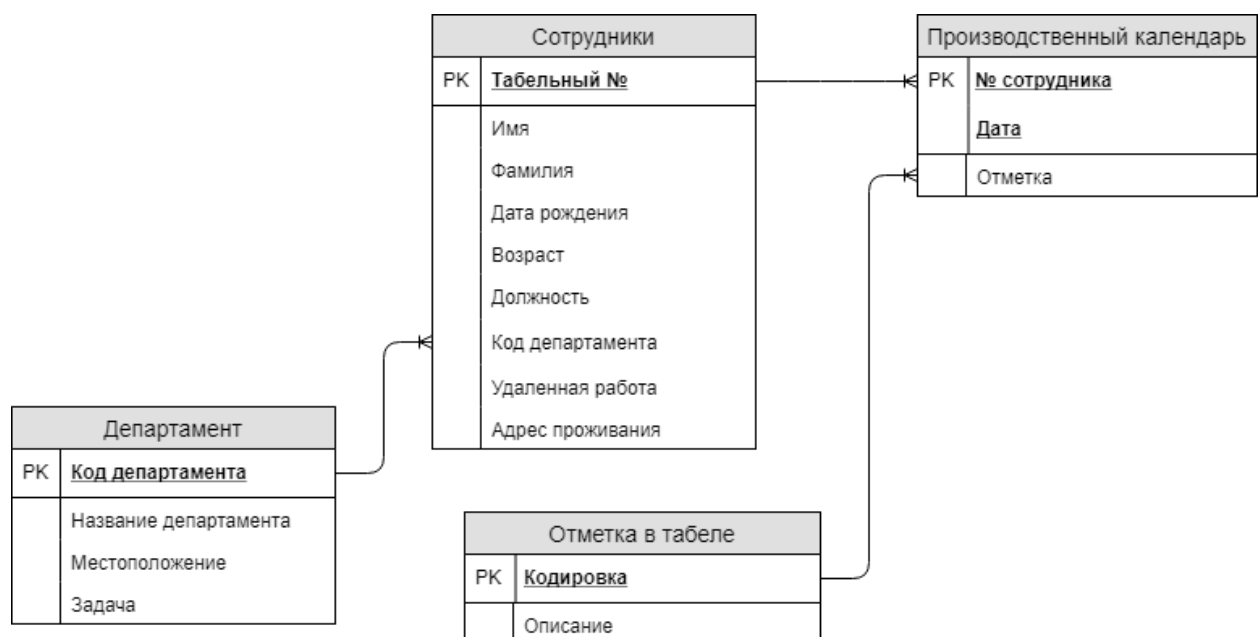 Сотрудники
PK Табельный №
Имя
Фамилия
Дата рождения
Возраст
Должность
Код департамента
Удаленная работа
Адрес проживания
Производственный календарь
PK № сотрудника
Дата
Отметка
Департамент
PK Код департамента
Название департамента
Местоположение
Задача
Отметка в табеле
PK Кодировка
Описание